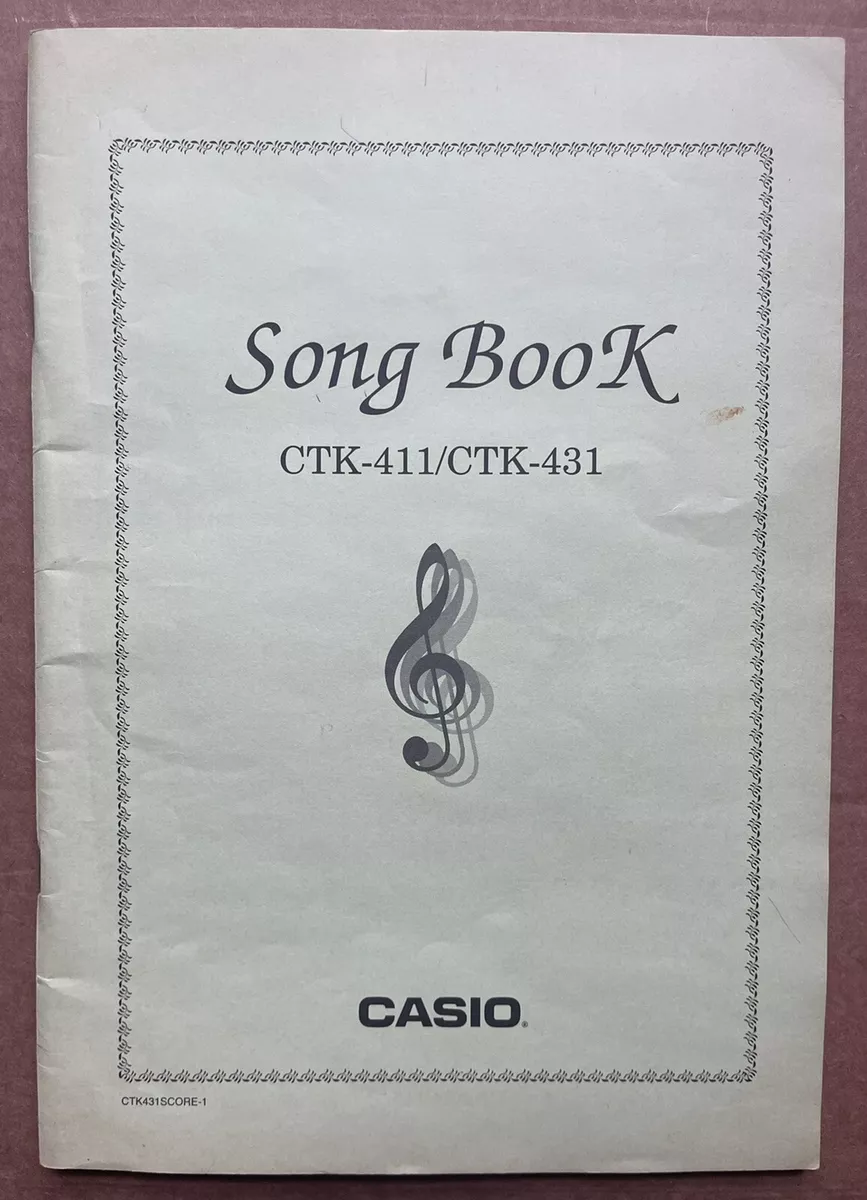 Song BooK
CTK-411/CTK-431
CASIO®
CTK431SCORE-1